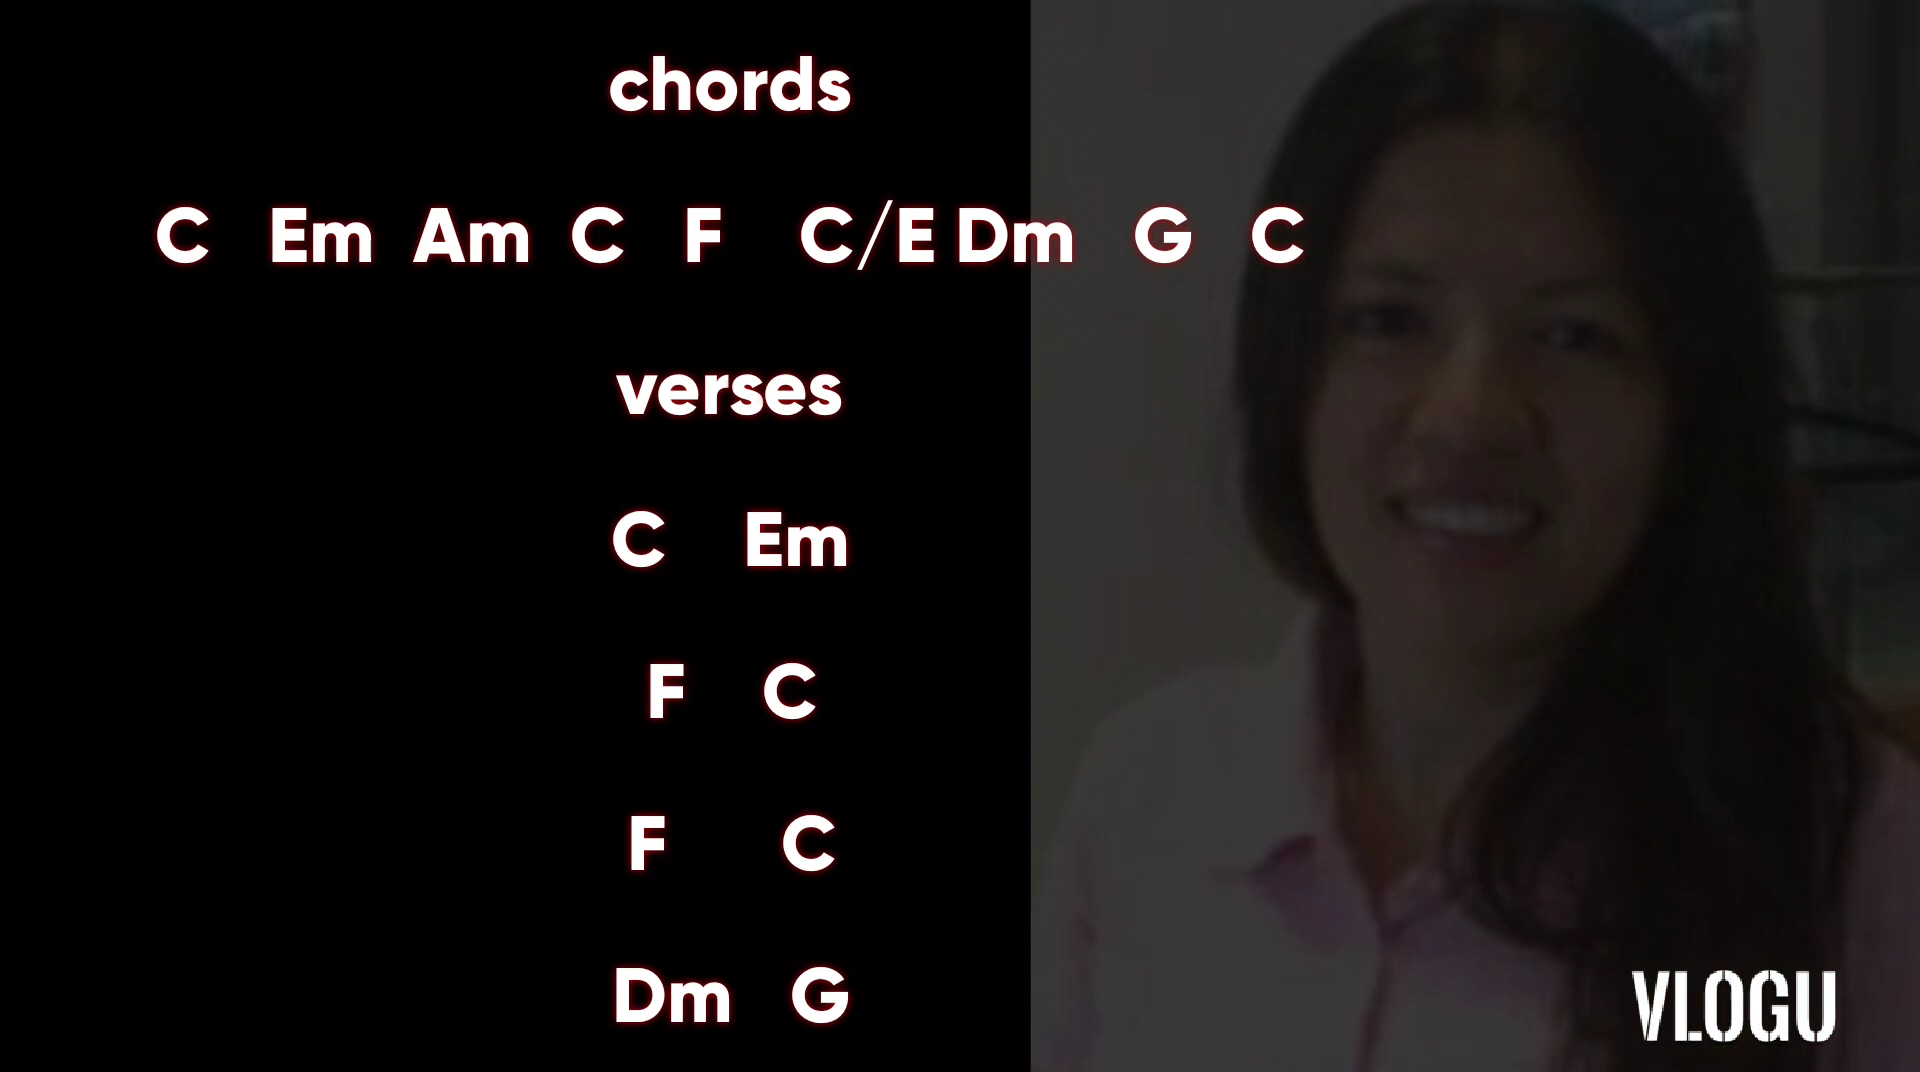 chords
C Em Am C F C/E Dm G C
verses
C Em
F C
F C
Dm G
VLOGU